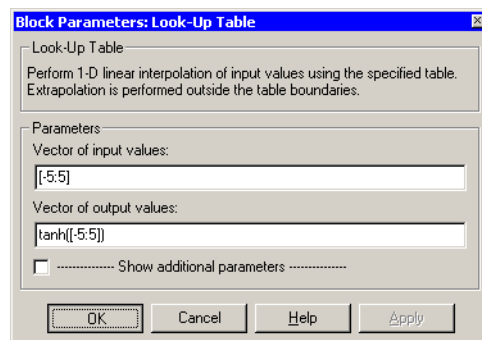 Block Parameters: Look-Up Table
Look-Up Table
Perform 1-D linear interpolation of input values using the specified table.
Extrapolation is performed outside the table boundaries.
Parameters
Vector of input values:
[-5:5]
Vector of output values:
tanh([-5:5])
-------------- Show additional parameters --------------
OK Cancel Help Apply